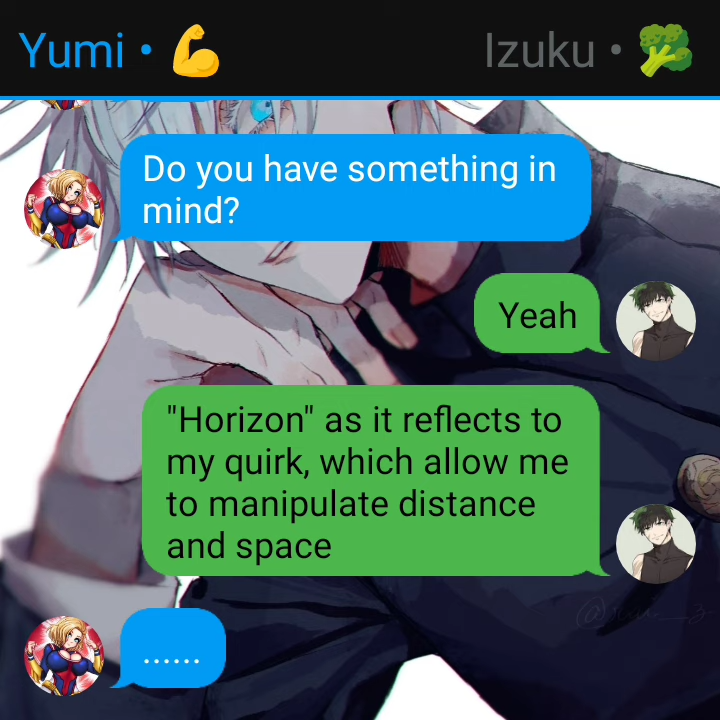 Yumi • 💪
Izuku • 🥦
Do you have something in
mind?
Yeah
"Horizon" as it reflects to
my quirk, which allow me
to manipulate distance
and space
......